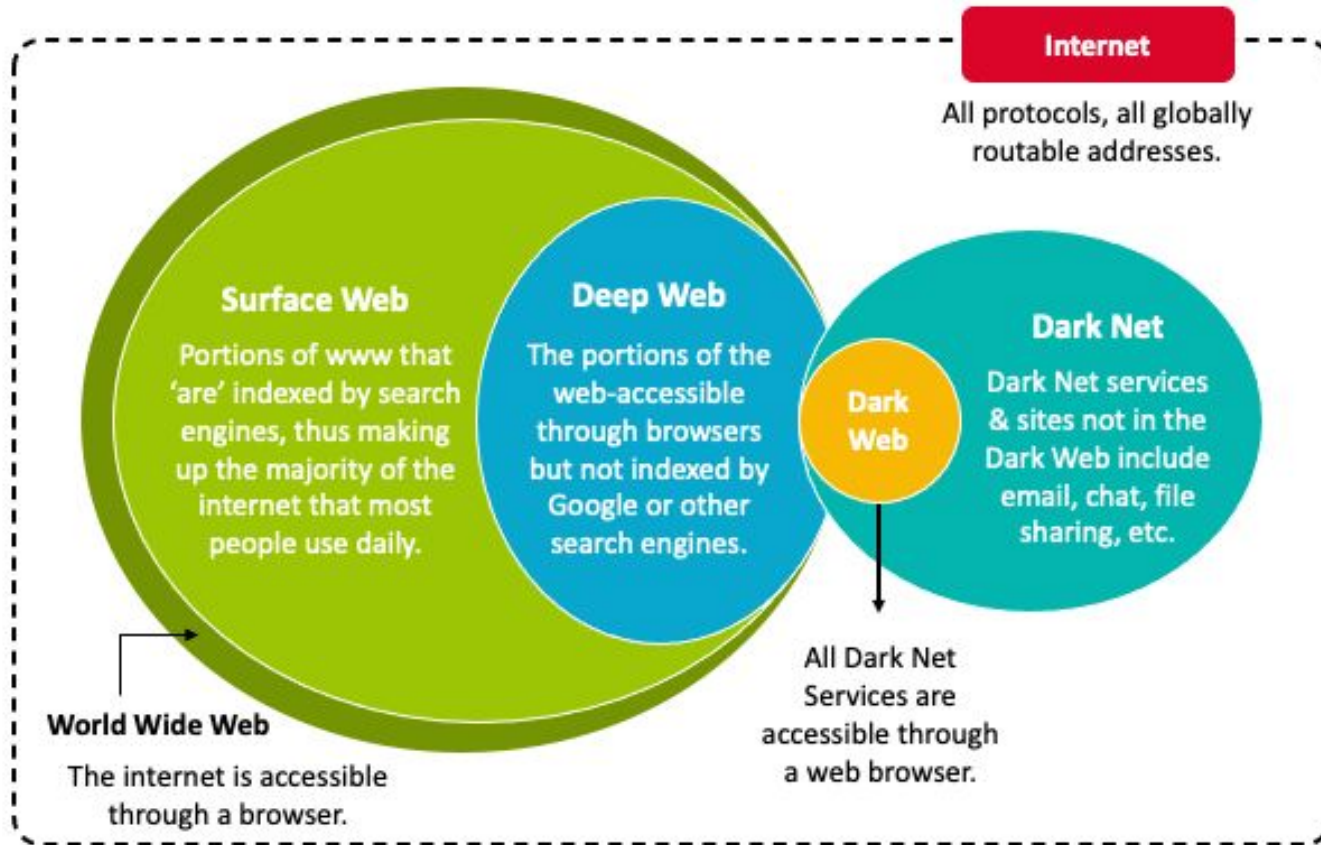 Internet
All protocols, all globally
routable addresses.
Surface Web
Portions of www that
‘are’ indexed by search
engines, thus making
up the majority of the
internet that most
people use daily.
Deep Web
The portions of the
web-accessible
through browsers
but not indexed by
Google or other
search engines.
Dark
Web
Dark Net
Dark Net services
& sites not in the
Dark Web include
email, chat, file
sharing, etc.
All Dark Net
Services are
accessible through
a web browser.
World Wide Web
The internet is accessible
through a browser.